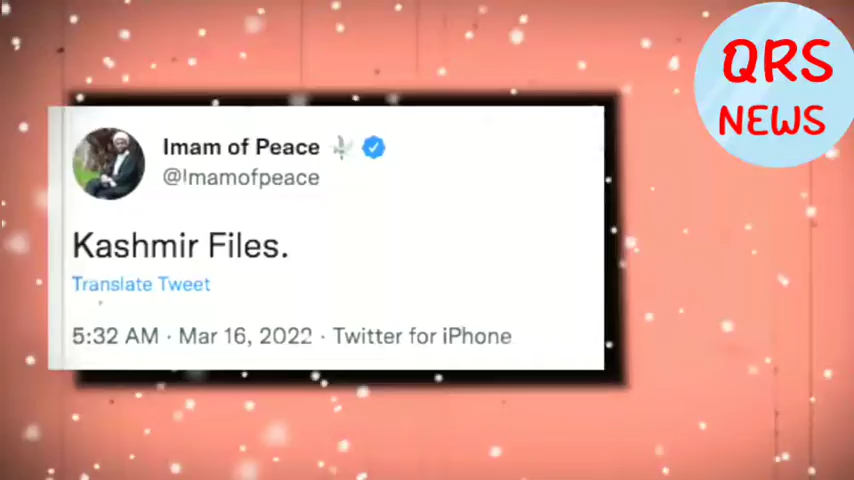 QRS
NEWS
Imam of Peace
@Imamofpeace
Kashmir Files.
Translate Tweet
5:32 AM · Mar 16, 2022 · Twitter for iPhone